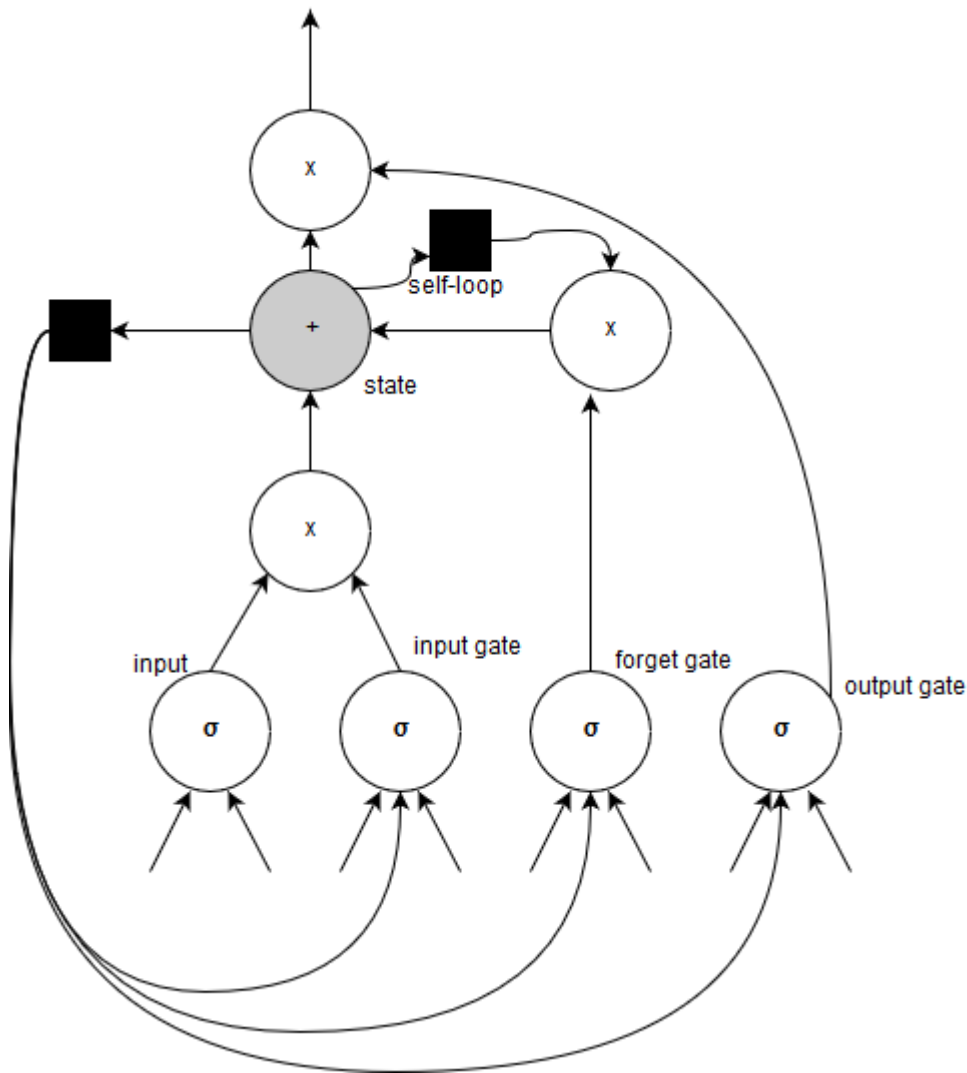 x
self-loop
+
x
state
x
input
input gate
forget gate
output gate
σ
σ
σ
σ